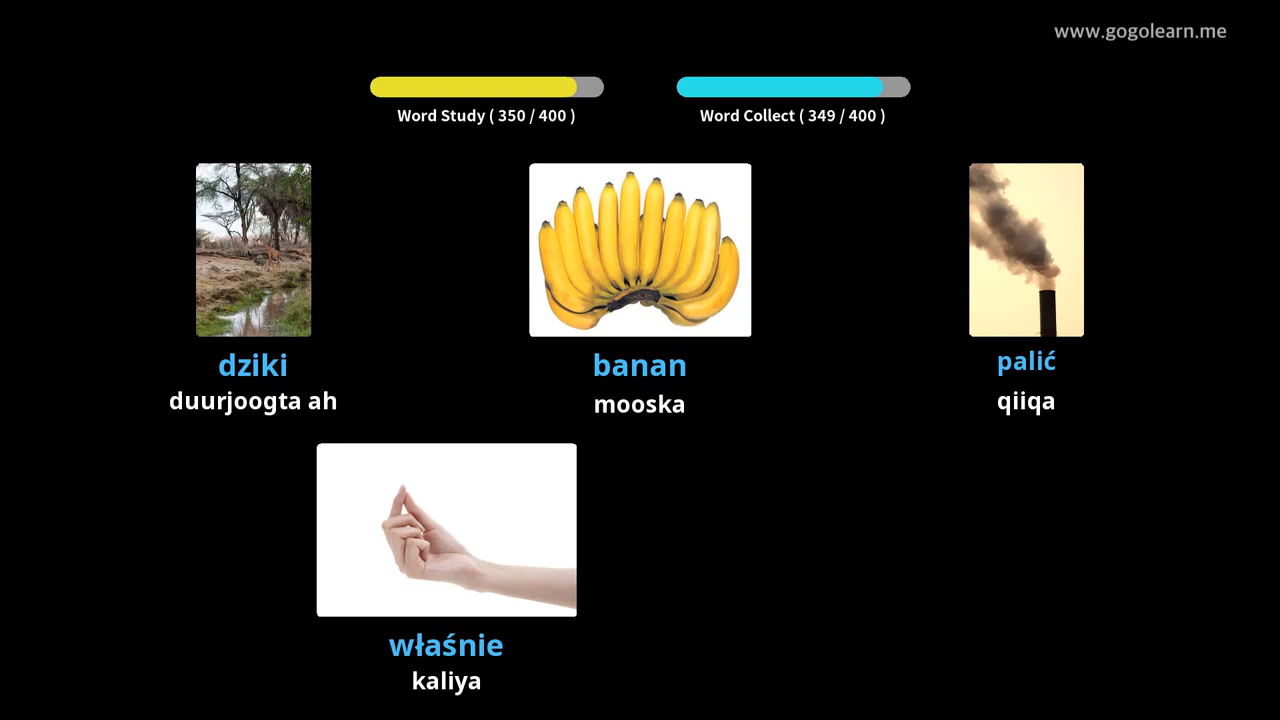 www.gogolearn.me
Word Study ( 350 / 400 )
Word Collect ( 349 / 400 )
dziki
duurjoogta ah
banan
mooska
palić
qiiqa
właśnie
kaliya